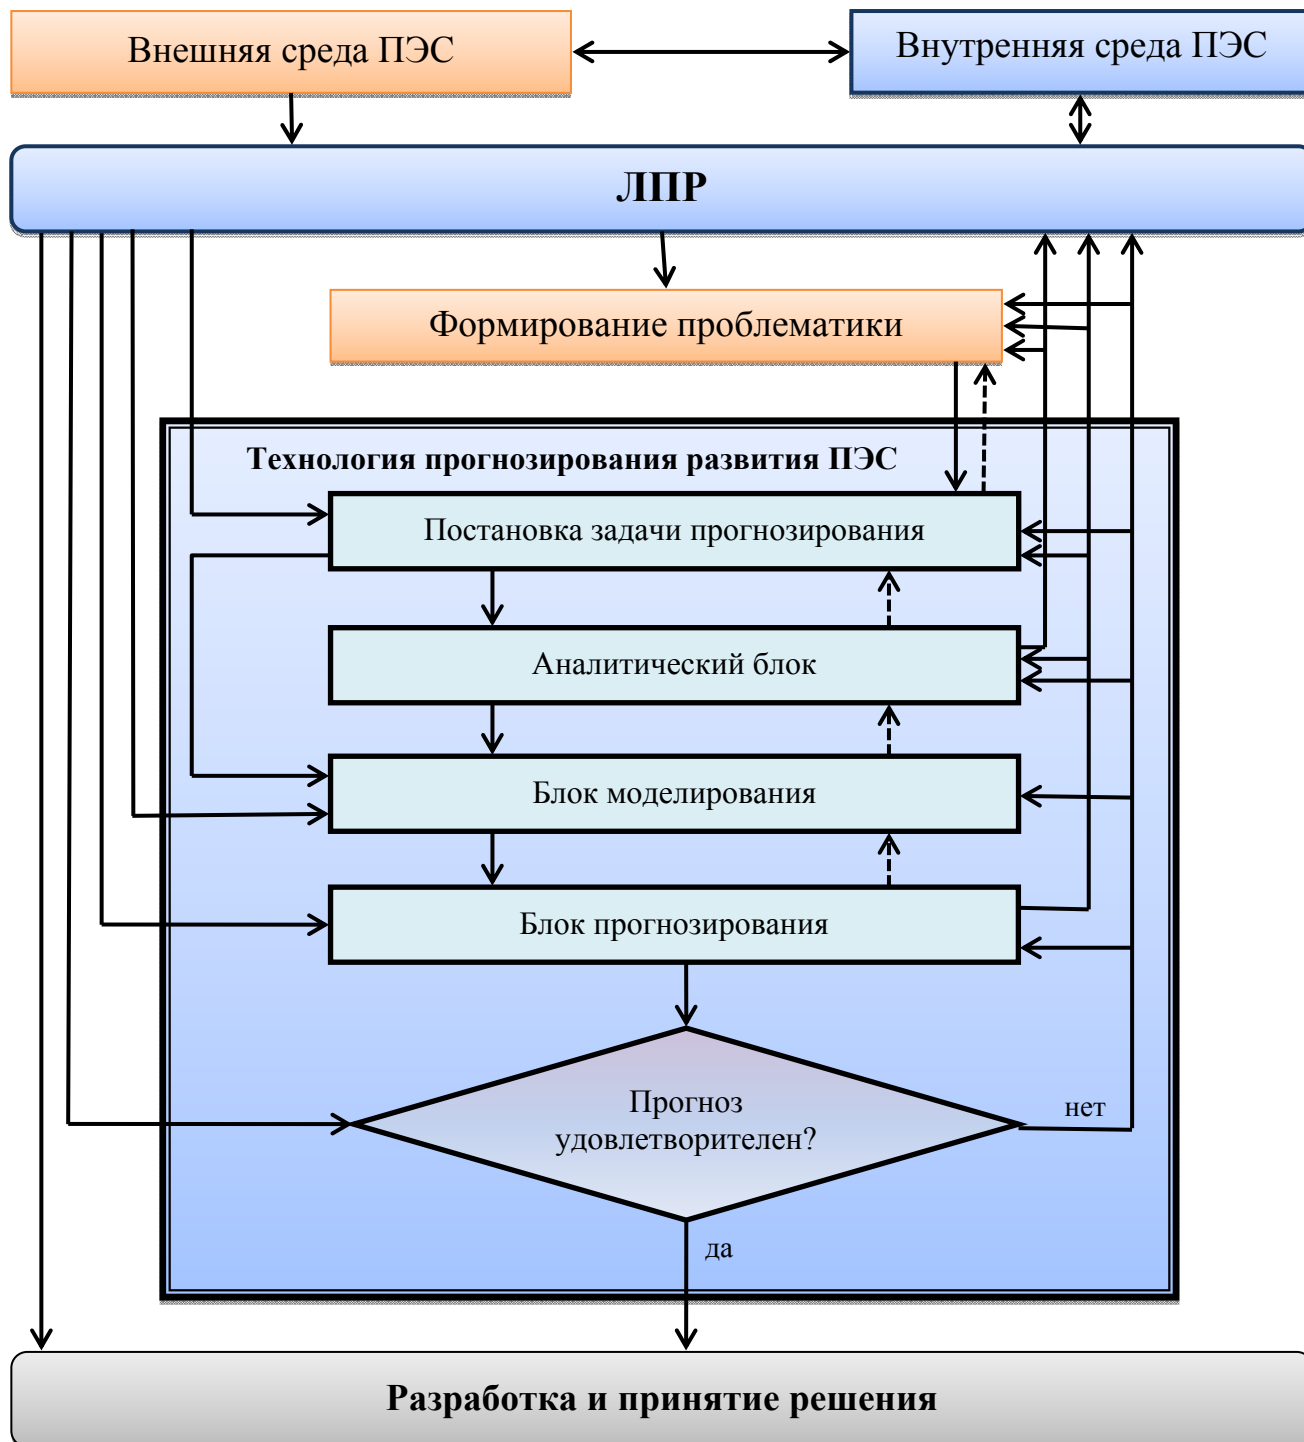 Внешняя среда ПЭС
Внутренняя среда ПЭС
ЛПР
Формирование проблематики
Технология прогнозирования развития ПЭС
Постановка задачи прогнозирования
Аналитический блок
Блок моделирования
Блок прогнозирования
Прогноз
удовлетворителен?
нет
да
Разработка и принятие решения